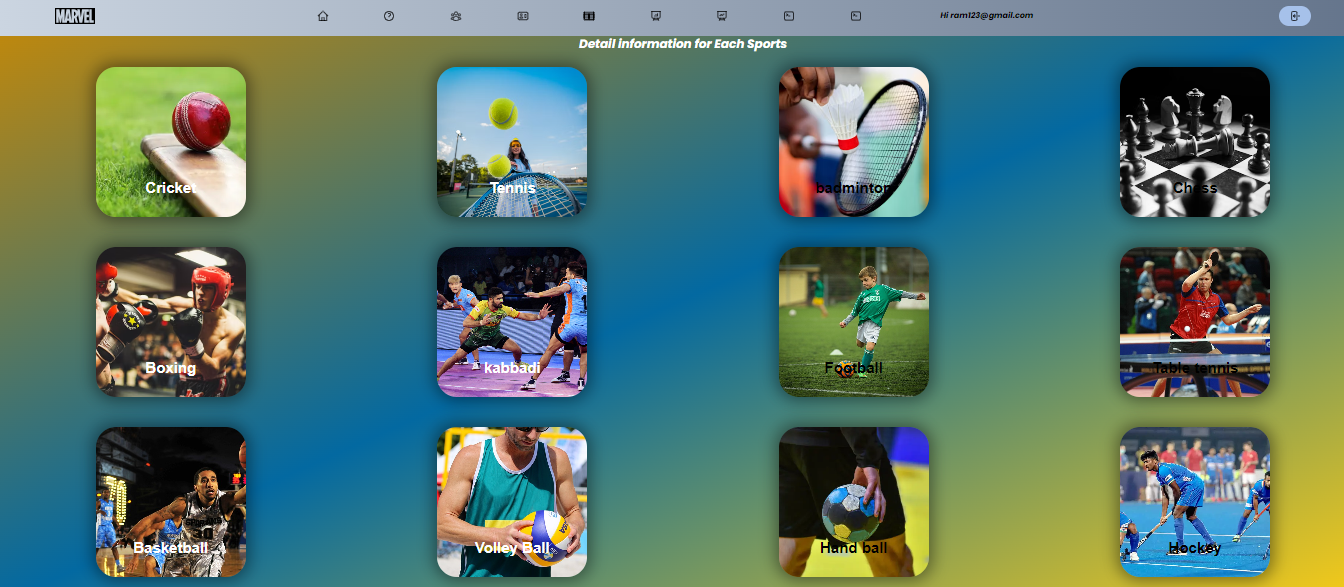 MARVEL
Hi ram123@gmail.com
Detail information for Each Sports
Cricket
Tennis
badminton
Chess
Boxing
kabbadi
Football
Table tennis
Basketball
Volley Ball
Hand ball
Hockey